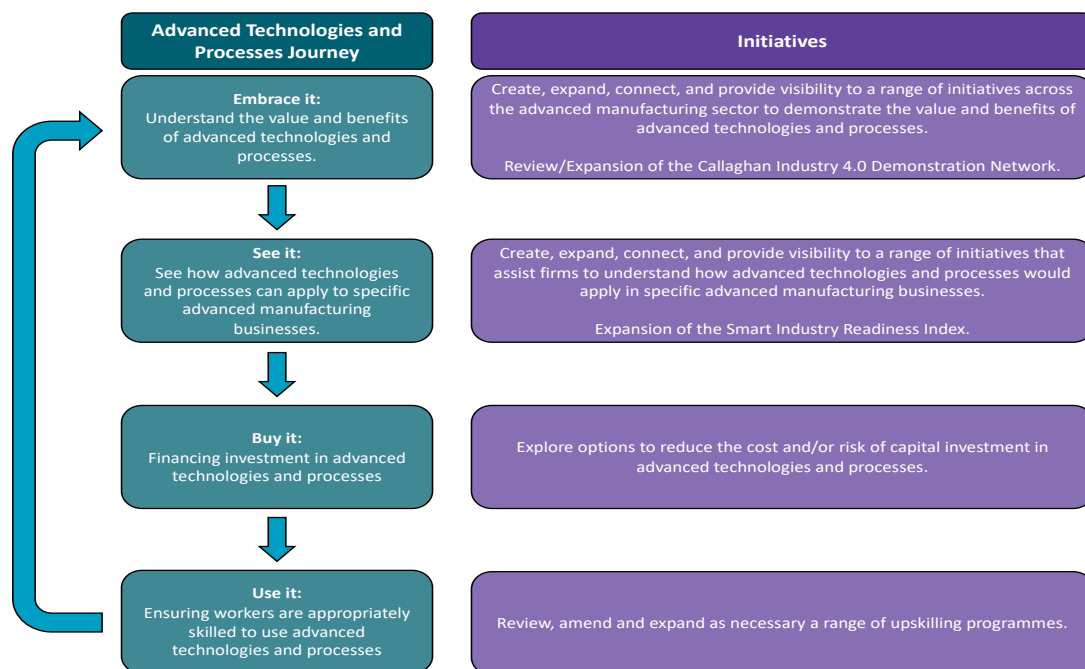 Advanced Technologies and
Processes Journey
Initiatives
Embrace it:
Understand the value and benefits
of advanced technologies and
processes.
Create, expand, connect, and provide visibility to a range of initiatives across
the advanced manufacturing sector to demonstrate the value and benefits of
advanced technologies and processes.
Review/Expansion of the Callaghan Industry 4.0 Demonstration Network.
See it:
See how advanced technologies
and processes can apply to specific
advanced manufacturing
businesses.
Create, expand, connect, and provide visibility to a range of initiatives that
assist firms to understand how advanced technologies and processes would
apply in specific advanced manufacturing businesses.
Expansion of the Smart Industry Readiness Index.
Buy it:
Financing investment in advanced
technologies and processes
Explore options to reduce the cost and/or risk of capital investment in
advanced technologies and processes.
Use it:
Ensuring workers are appropriately
skilled to use advanced
technologies and processes
Review, amend and expand as necessary a range of upskilling programmes.